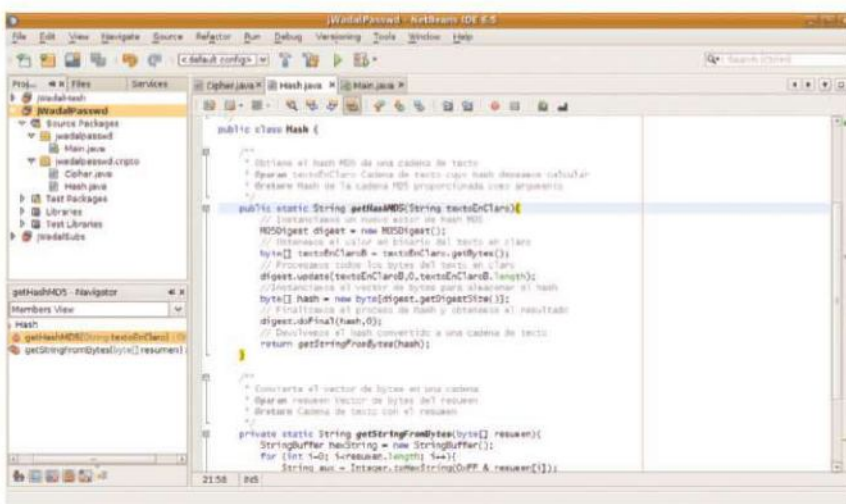 jWadalPasswd - NetBeans IDE 6.5
File Edit View Navigate Source Refactor Run Debug Versioning Tools Window Help
<default config>
Search (Ctrl+I)
Proj... Files Services
Cipher.java Hash.java Main.java
jWadalHash
jWadalPasswd
Source Packages
jwadalpasswd
Main.java
jwadalpasswd.cripto
Cipher.java
Hash.java
Test Packages
Libraries
Test Libraries
jWadalSubs
getHashMD5 - Navigator
Members View
Hash
getHashMD5(String textoEnClaro)
getStringFromBytes(byte[] resumen)
*/
public class Hash {
/**
* Obtiene el hash MD5 de una cadena de texto
* @param textoEnClaro Cadena de texto cuyo hash deseamos calcular
* @return Hash de la cadena MD5 proporcionada como argumento
*/
public static String getHashMD5(String textoEnClaro){
// Instanciamos un nuevo motor de hash MD5
MD5Digest digest = new MD5Digest();
// Obtenemos el valor en binario del texto en claro
byte[] textoEnClaroB = textoEnClaro.getBytes();
// Procesamos todos los bytes del texto en claro
digest.update(textoEnClaroB,0,textoEnClaroB.length);
//Instanciamos el vector de bytes para almacenar el hash
byte[] hash = new byte[digest.getDigestSize()];
// Finalizamos el proceso de Hash y obtenemos el resultado
digest.doFinal(hash,0);
// Devolvemos el hash convertido a una cadena de texto
return getStringFromBytes(hash);
}
/**
* Convierte el vector de bytes en una cadena
* @param resumen Vector de bytes del resumen
* @return Cadena de texto con el resumen
*/
private static String getStringFromBytes(byte[] resumen){
StringBuffer hexString = new StringBuffer();
for (int i=0; i<resumen.length; i++){
String aux = Integer.toHexString(0xFF & resumen[i]);
21:58 INS